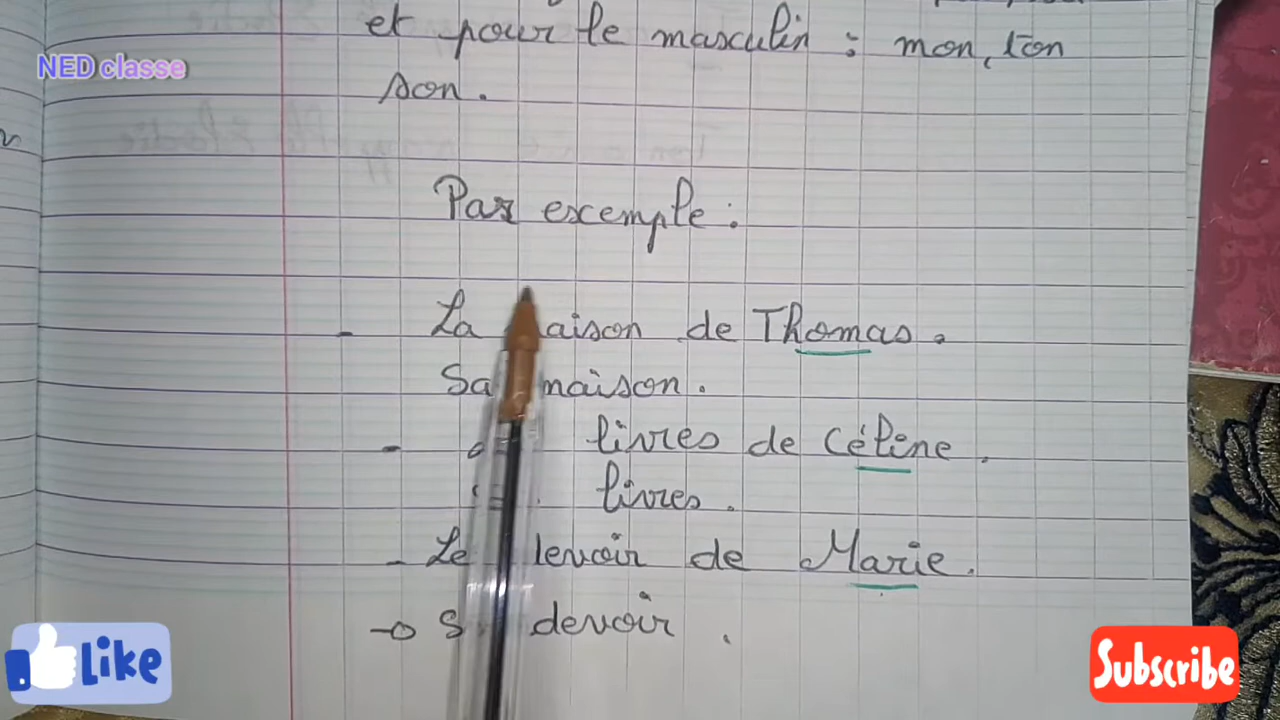 et pour le masculin : mon, ton
NED classe
son.
Par exemple :
- La maison de Thomas.
Sa maison.
- livres de Céline.
livres.
- Le devoir de Marie.
devoir.
Like
Subscribe